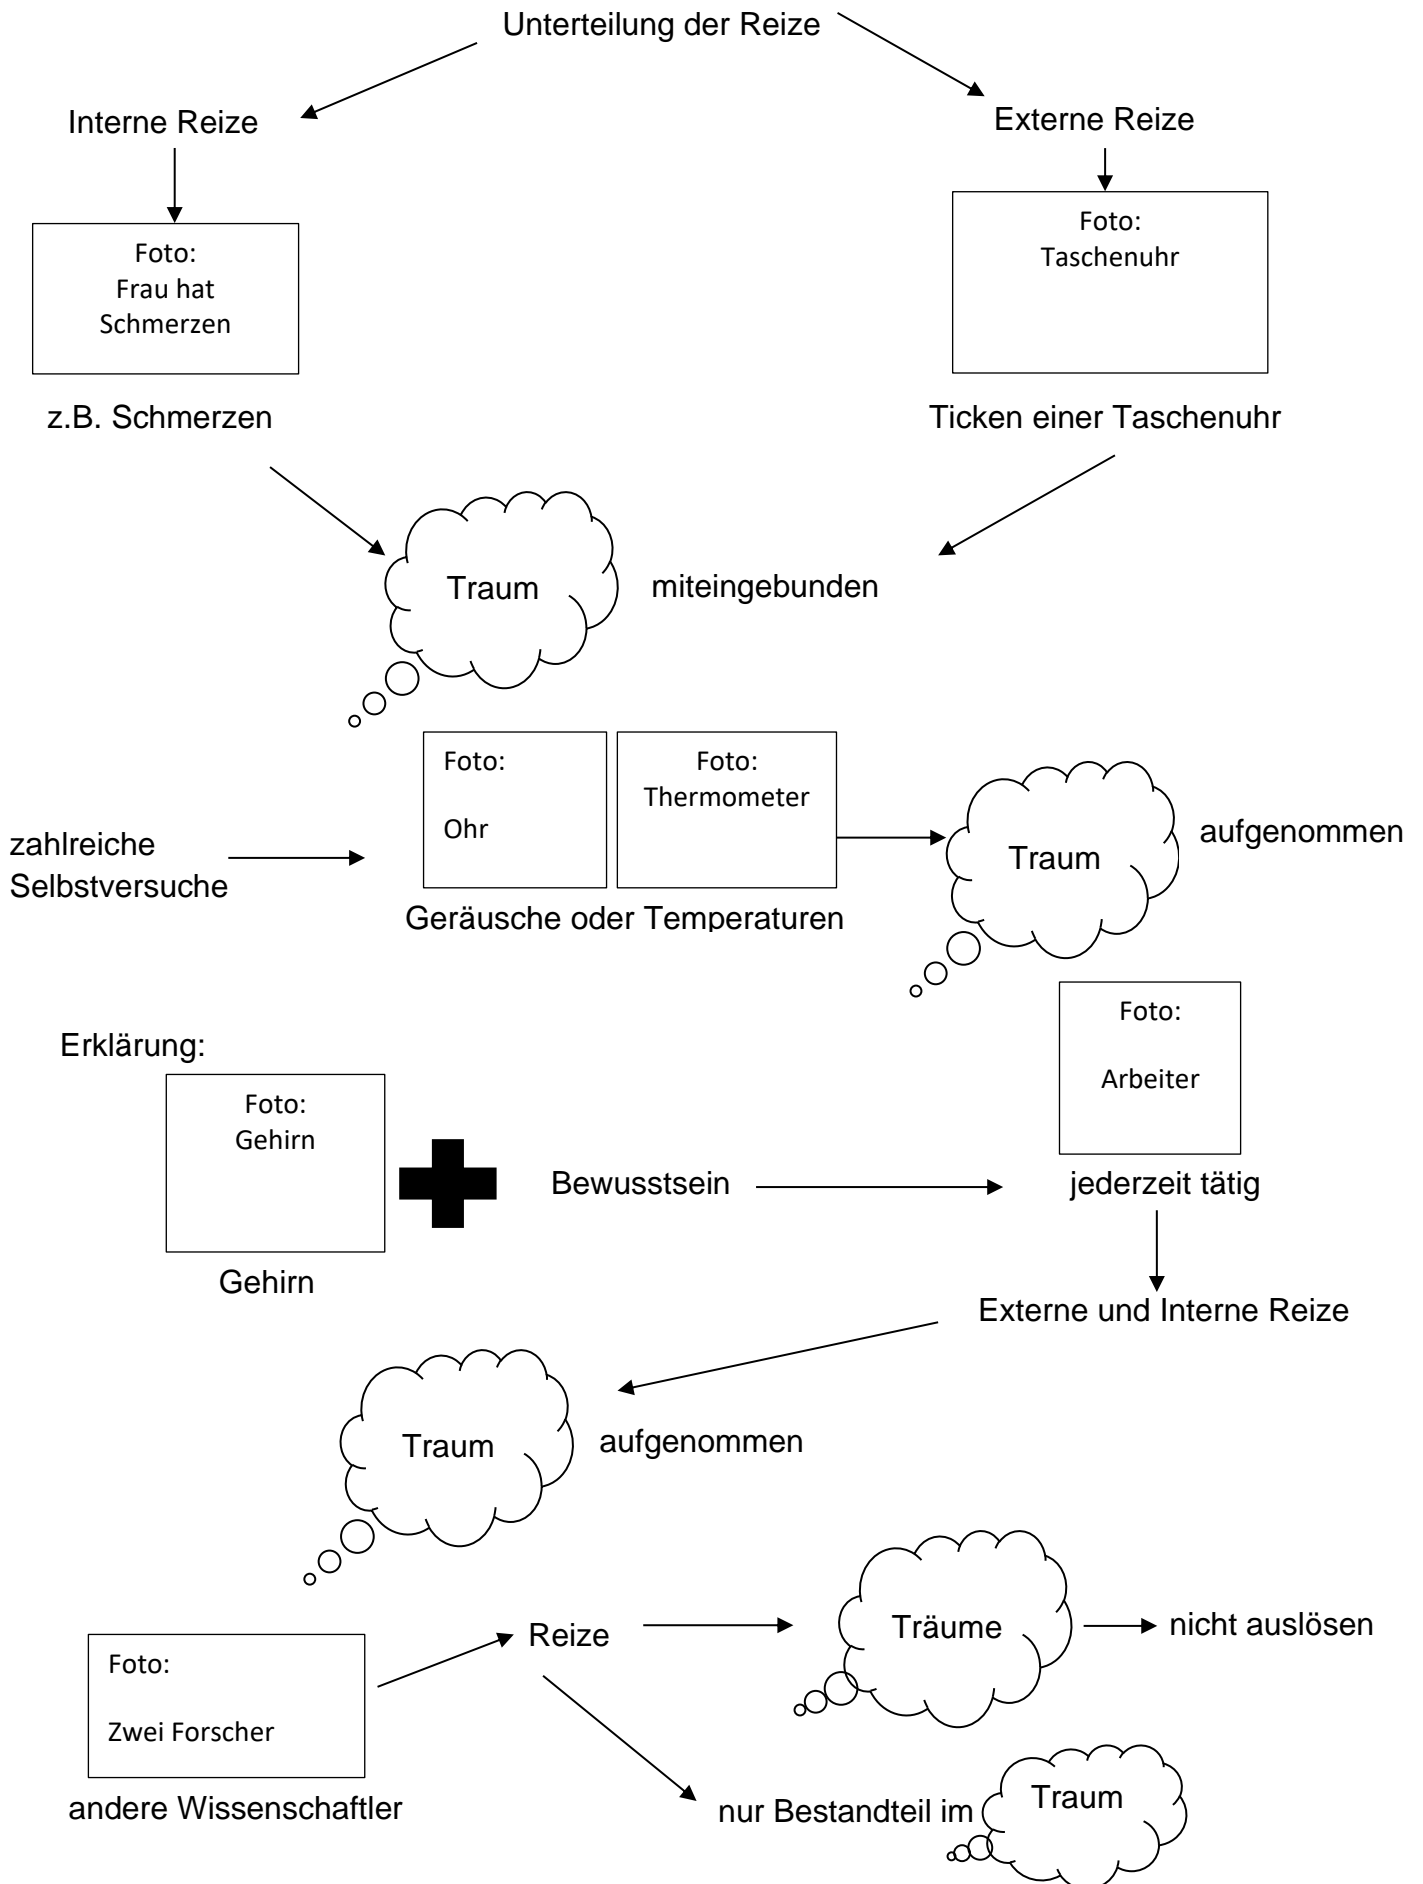 Unterteilung der Reize
Interne Reize
Externe Reize
Foto:
Frau hat
Schmerzen
Foto:
Taschenuhr
z.B. Schmerzen
Ticken einer Taschenuhr
Traum
miteingebunden
zahlreiche
Selbstversuche
Foto:
Ohr
Foto:
Thermometer
Geräusche oder Temperaturen
Traum
aufgenommen
Erklärung:
Foto:
Gehirn
Gehirn
Bewusstsein
Foto:
Arbeiter
jederzeit tätig
Externe und Interne Reize
Traum
aufgenommen
Foto:
Zwei Forscher
andere Wissenschaftler
Reize
Träume
nicht auslösen
nur Bestandteil im
Traum